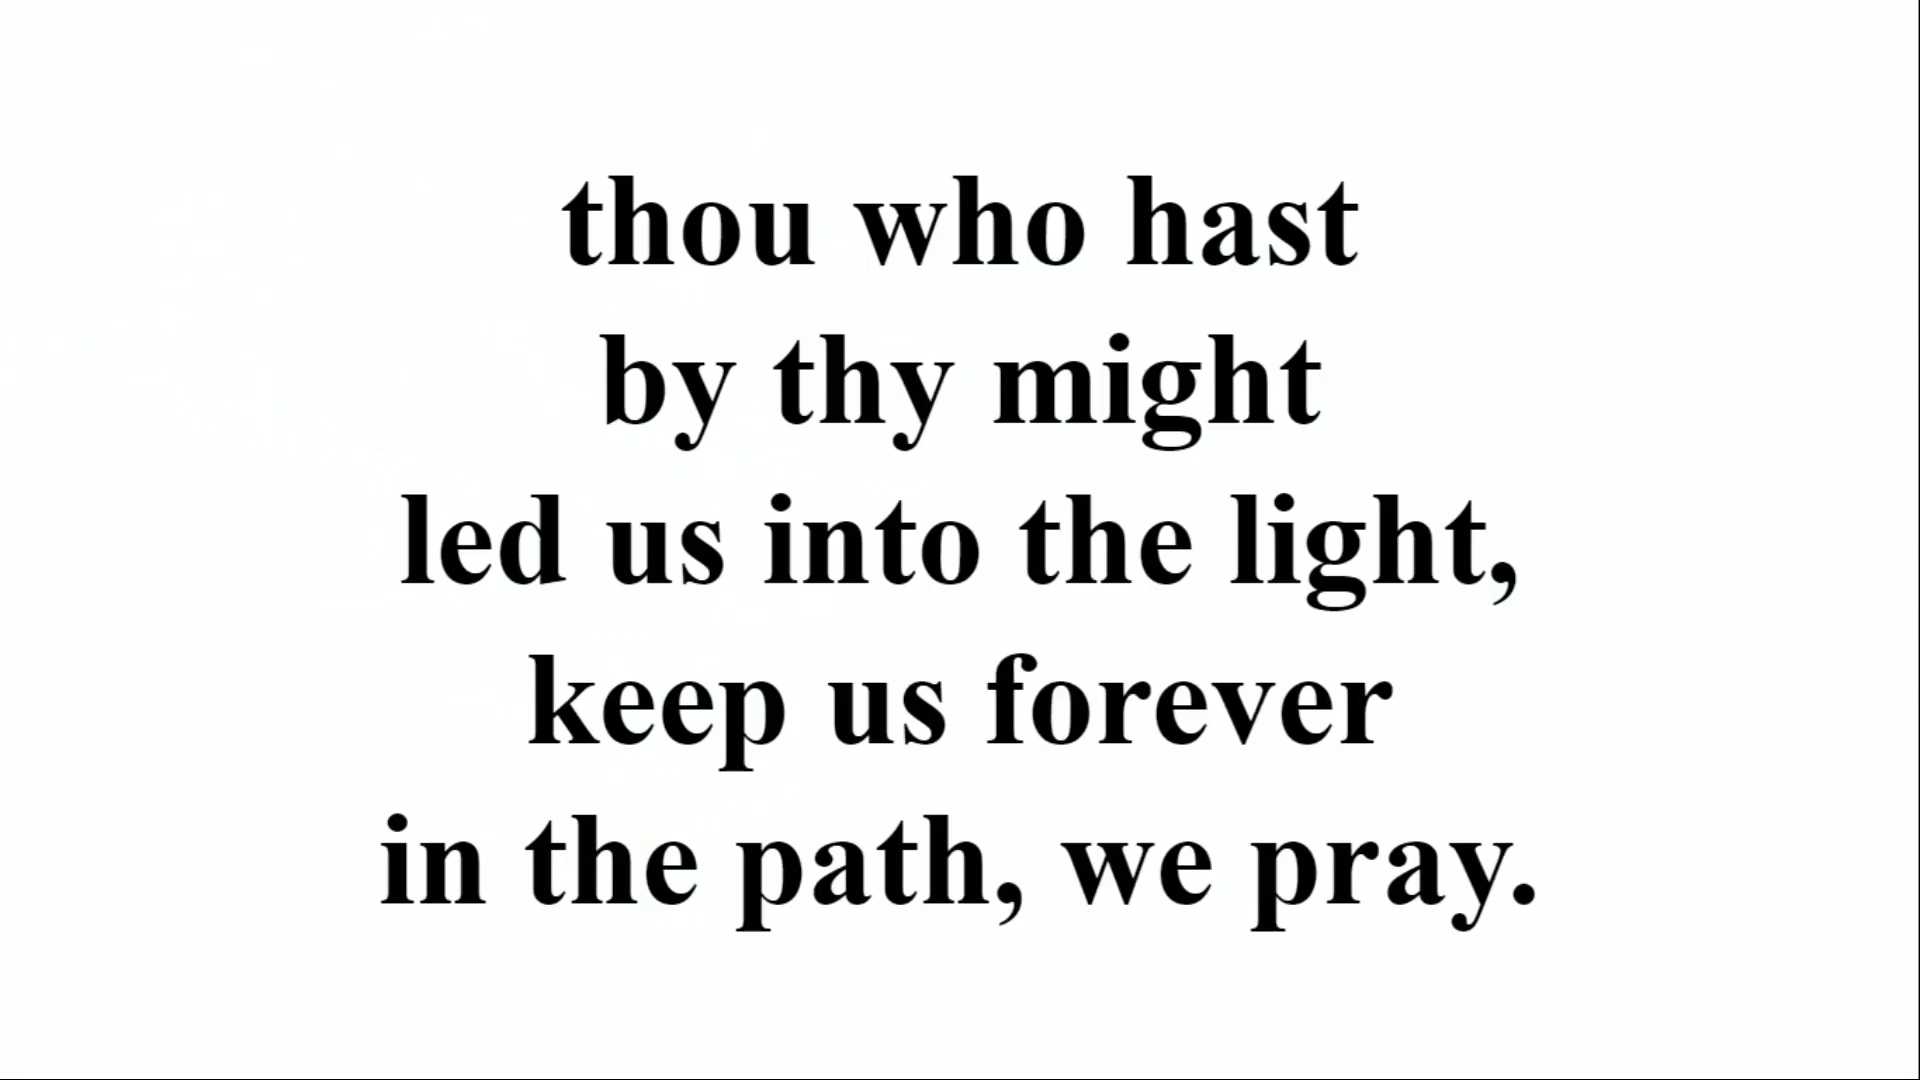 thou who hast
by thy might
led us into the light,
keep us forever
in the path, we pray.